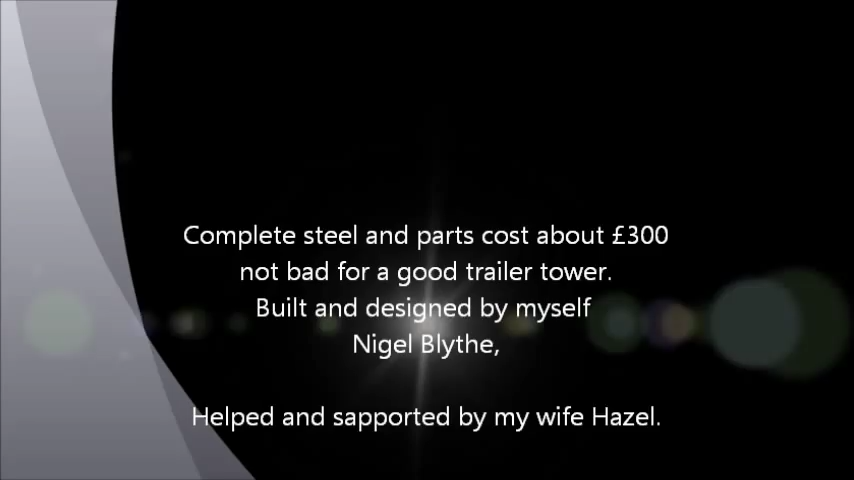 Complete steel and parts cost about £300
not bad for a good trailer tower.
Built and designed by myself
Nigel Blythe,
Helped and sapported by my wife Hazel.